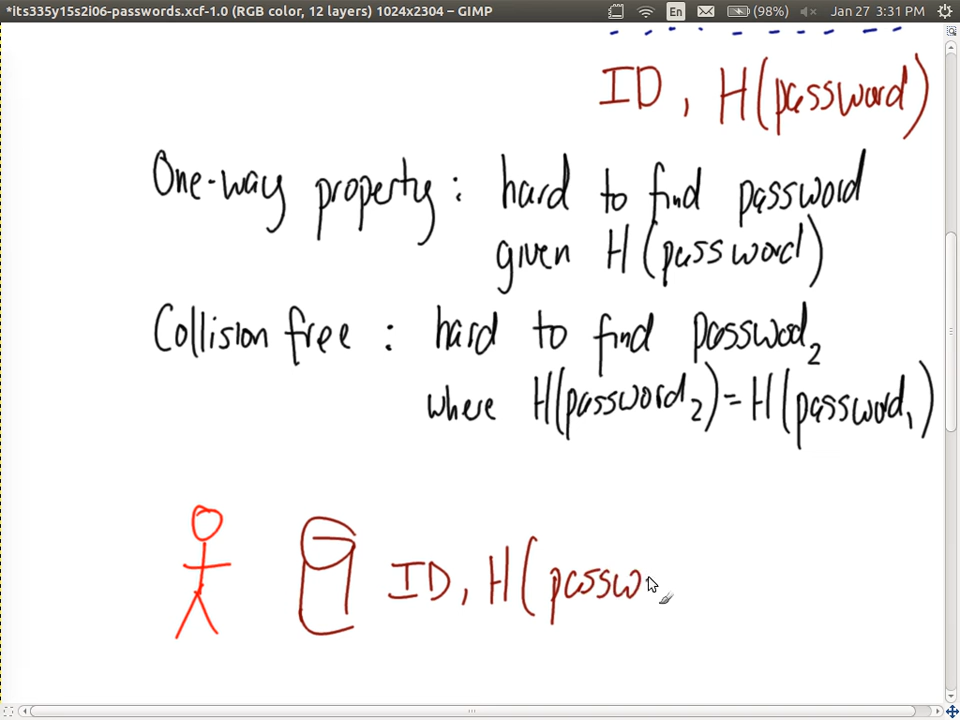 *its335y15s2i06-passwords.xcf-1.0 (RGB color, 12 layers) 1024x2304 – GIMP En (98%) Jan 27 3:31 PM
ID, H(password)
One-way property: hard to find password
given H(password)
Collision free: hard to find passwod2
where H(password2)=H(password1)
ID, H(passw